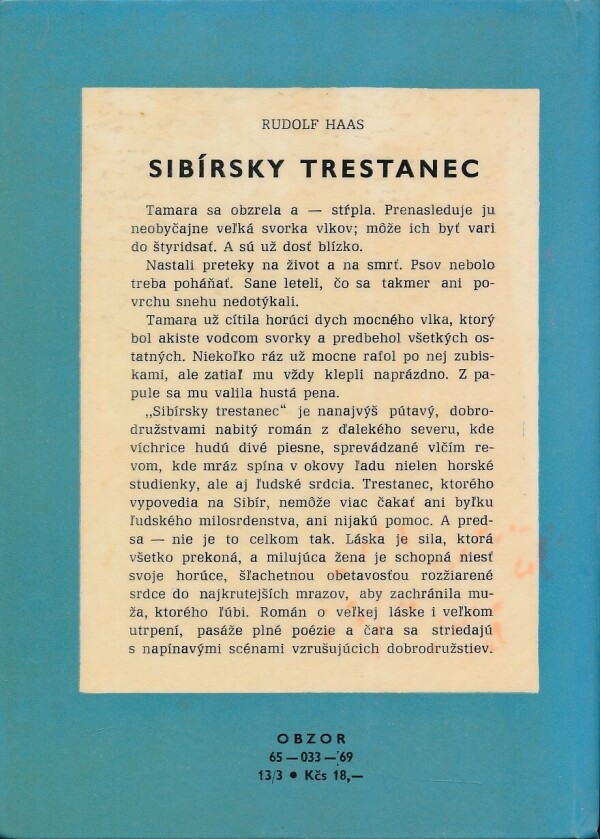 RUDOLF HAAS
SIBÍRSKY TRESTANEC
Tamara sa obzrela a — stŕpla. Prenasleduje ju
neobyčajne veľká svorka vlkov; môže ich byť vari
do štyridsať. A sú už dosť blízko.
Nastali preteky na život a na smrť. Psov nebolo
treba poháňať. Sane leteli, čo sa takmer ani po-
vrchu snehu nedotýkali.
Tamara už cítila horúci dych mocného vlka, ktorý
bol akiste vodcom svorky a predbehol všetkých os-
tatných. Niekoľko ráz už mocne rafol po nej zubis-
kami, ale zatiaľ mu vždy klepli naprázdno. Z pa-
pule sa mu valila hustá pena.
„Sibírsky trestanec“ je nanajvýš pútavý, dobro-
družstvami nabitý román z ďalekého severu, kde
víchrice hudú divé piesne, sprevádzané vlčím re-
vom, kde mráz spína v okovy ľadu nielen horské
studienky, ale aj ľudské srdcia. Trestanec, ktorého
vypovedia na Sibír, nemôže viac čakať ani byľku
ľudského milosrdenstva, ani nijakú pomoc. A pred-
sa — nie je to celkom tak. Láska je sila, ktorá
všetko prekoná, a milujúca žena je schopná niesť
svoje horúce, šľachetnou obetavosťou rozžiarené
srdce do najkrutejších mrazov, aby zachránila mu-
ža, ktorého ľúbi. Román o veľkej láske i veľkom
utrpení, pasáže plné poézie a čara sa striedajú
s napínavými scénami vzrušujúcich dobrodružstiev.
OBZOR
65 — 033 — '69
13/3 ● Kčs 18,—